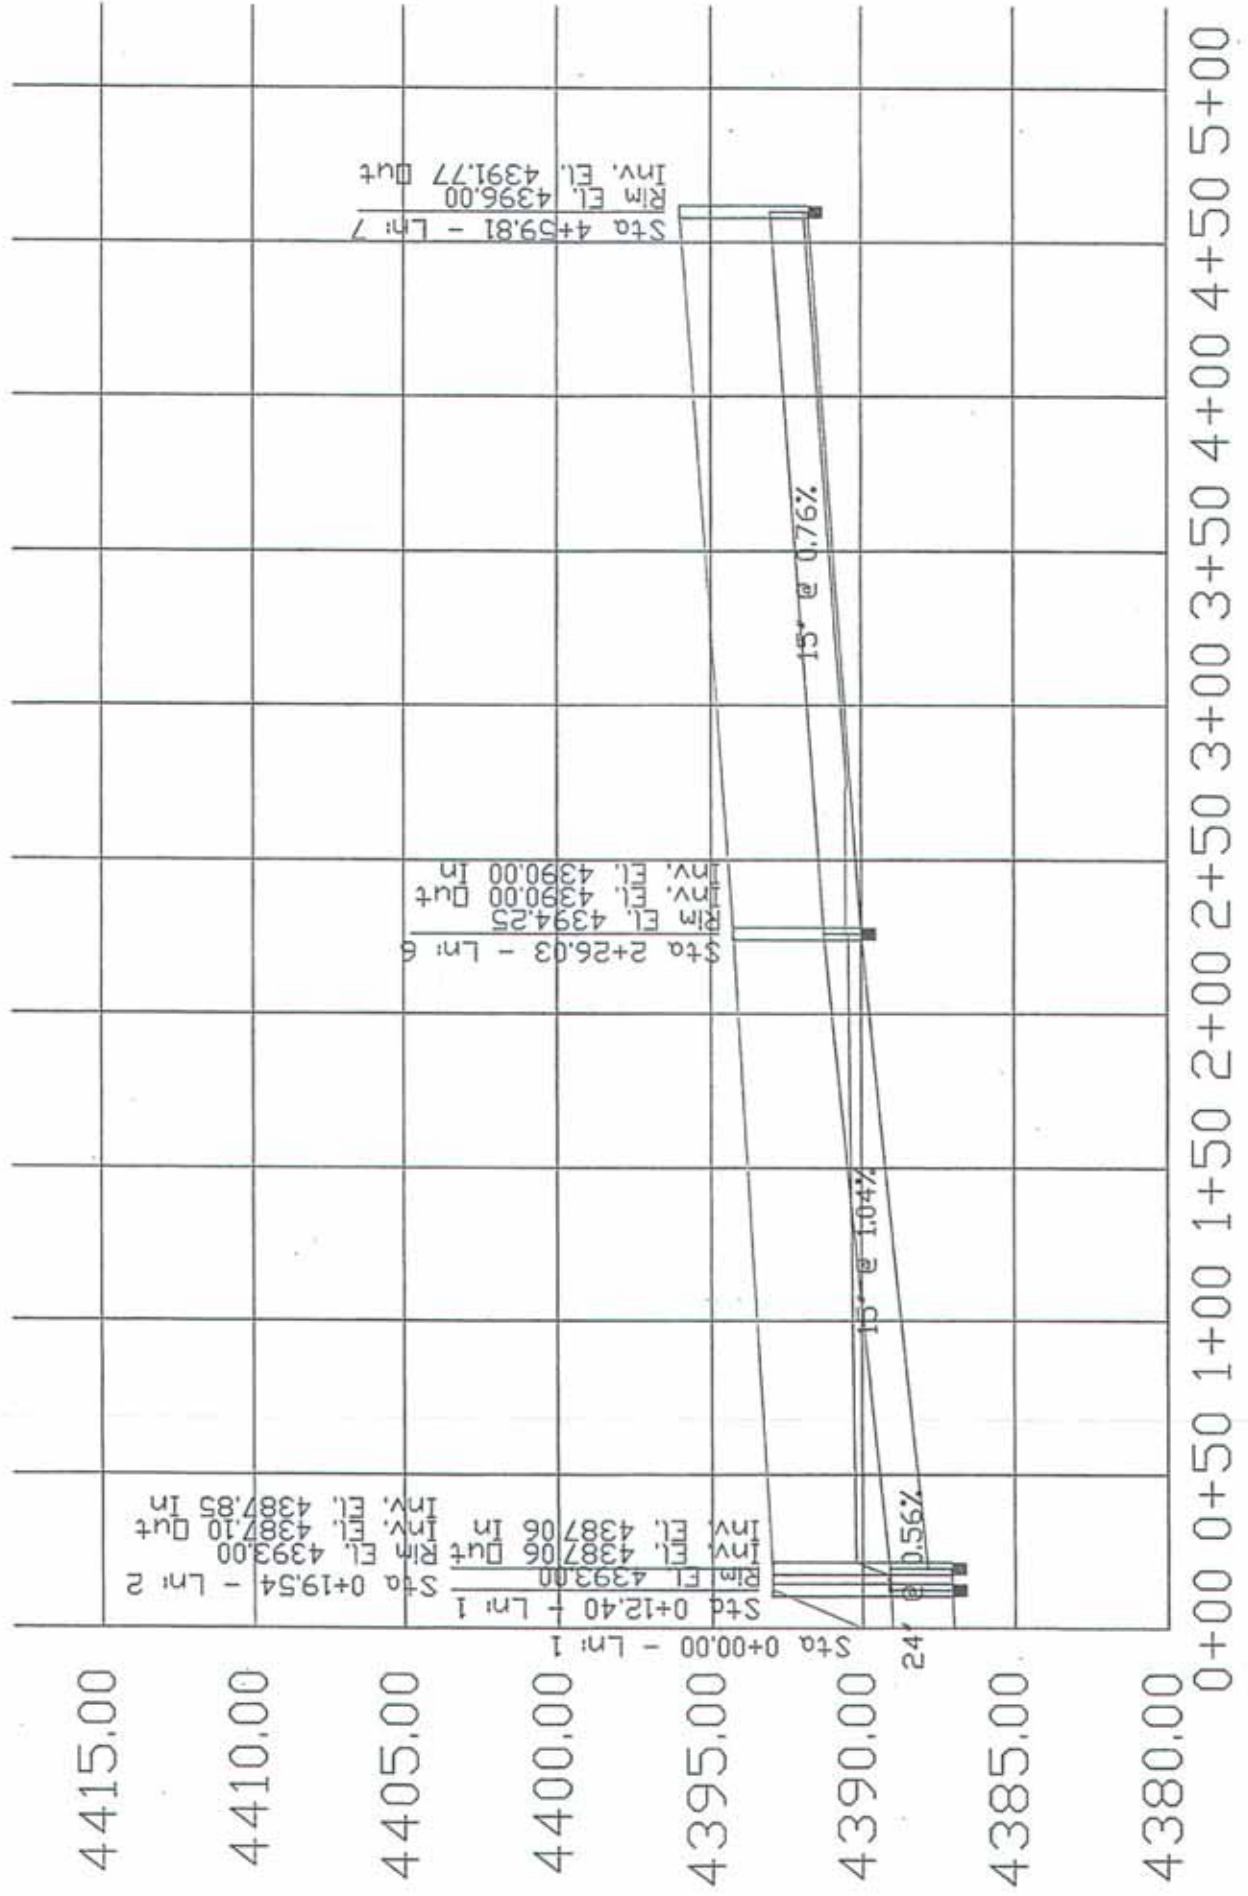 4415.00
4410.00
4405.00
4400.00
4395.00
4390.00
4385.00
4380.00
0+00 0+50 1+00 1+50 2+00 2+50 3+00 3+50 4+00 4+50 5+00
Sta 0+00.00 - Ln: 1
Sta 0+12.40 - Ln: 1
Rim El. 4393.00
Inv. El. 4387.06 Out
Inv. El. 4387.06 In
Sta 0+19.54 - Ln: 2
Rim El. 4393.00
Inv. El. 4387.10 Out
Inv. El. 4387.85 In
Sta 2+26.03 - Ln: 6
Rim El. 4394.25
Inv. El. 4390.00 Out
Inv. El. 4390.00 In
Sta 4+59.81 - Ln: 7
Rim El. 4396.00
Inv. El. 4391.77 Out
24" @ 0.56%
15" @ 1.04%
15" @ 0.76%